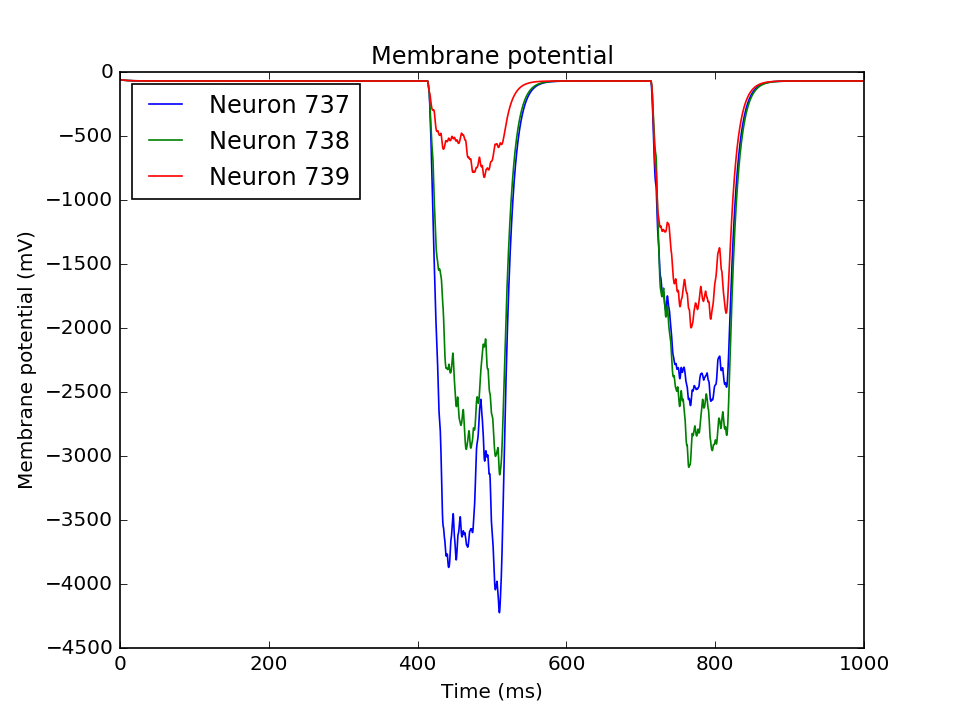 Membrane potential
0
−500
−1000
−1500
−2000
−2500
−3000
−3500
−4000
−4500
Membrane potential (mV)
Neuron 737
Neuron 738
Neuron 739
0 200 400 600 800 1000
Time (ms)